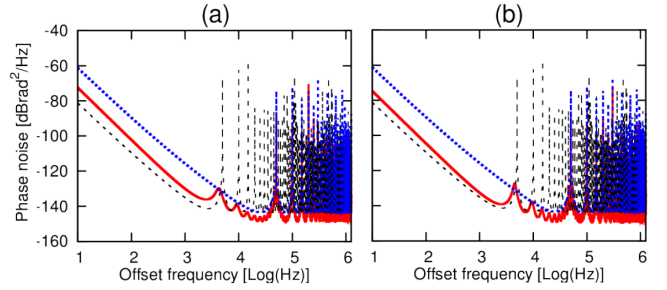 (a) (b)
Phase noise [dBrad²/Hz]
-40
-60
-80
-100
-120
-140
-160
1 2 3 4 5 6 1 2 3 4 5 6
Offset frequency [Log(Hz)] Offset frequency [Log(Hz)]